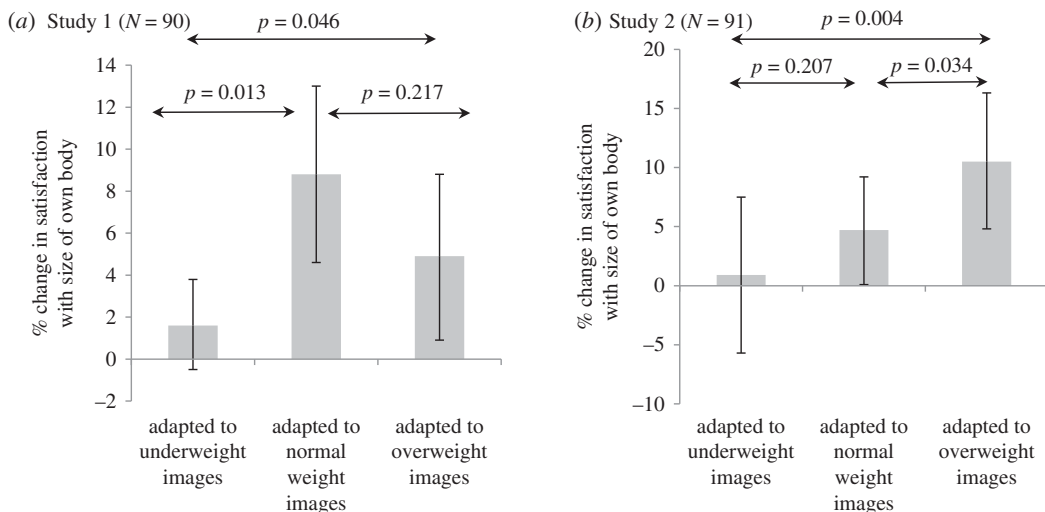 (a) Study 1 (N = 90)
p = 0.046
14
12
10
8
6
4
2
0
–2
p = 0.013
p = 0.217
% change in satisfaction
with size of own body
adapted to
underweight
images
adapted to
normal
weight
images
adapted to
overweight
images
(b) Study 2 (N = 91)
p = 0.004
20
15
10
5
0
–5
–10
p = 0.207
p = 0.034
% change in satisfaction
with size of own body
adapted to
underweight
images
adapted to
normal
weight
images
adapted to
overweight
images